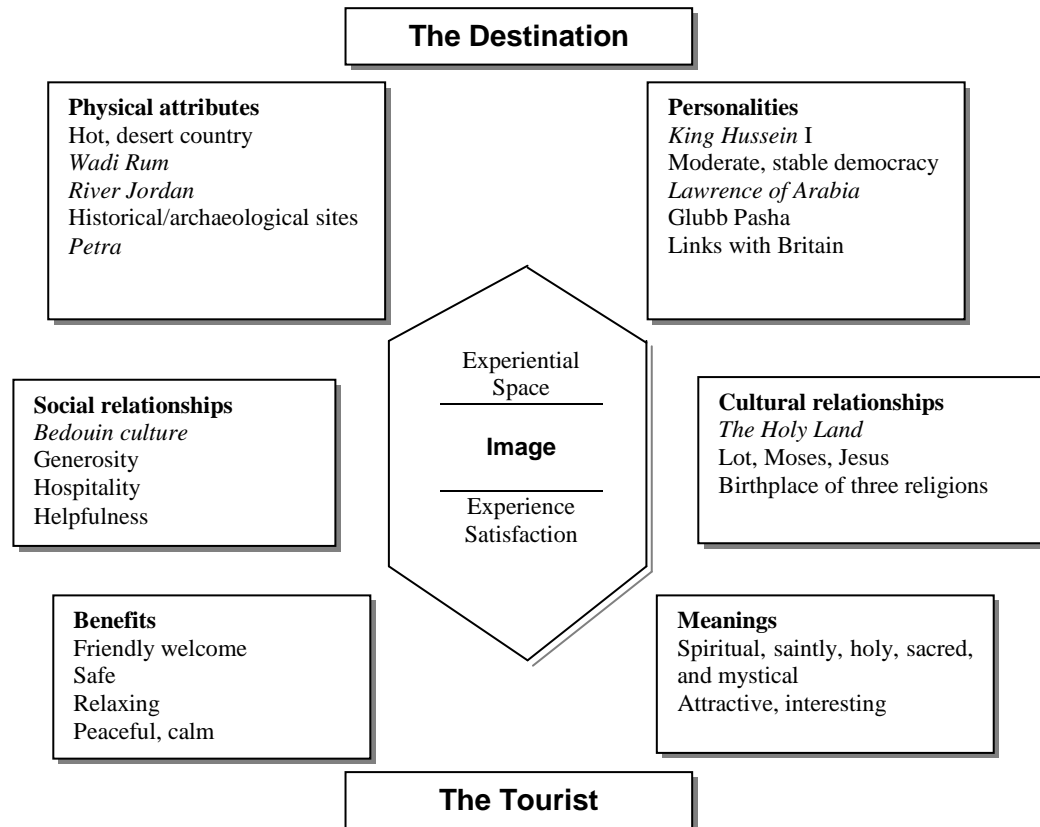 The Destination
Physical attributes
Hot, desert country
Wadi Rum
River Jordan
Historical/archaeological sites
Petra
Personalities
King Hussein I
Moderate, stable democracy
Lawrence of Arabia
Glubb Pasha
Links with Britain
Experiential
Space
Image
Experience
Satisfaction
Social relationships
Bedouin culture
Generosity
Hospitality
Helpfulness
Cultural relationships
The Holy Land
Lot, Moses, Jesus
Birthplace of three religions
Benefits
Friendly welcome
Safe
Relaxing
Peaceful, calm
Meanings
Spiritual, saintly, holy, sacred,
and mystical
Attractive, interesting
The Tourist